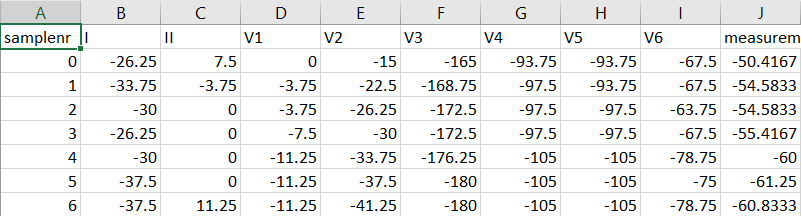 A B C D E F G H I J
samplenr I II V1 V2 V3 V4 V5 V6 measurem
0 -26.25 7.5 0 -15 -165 -93.75 -93.75 -67.5 -50.4167
1 -33.75 -3.75 -3.75 -22.5 -168.75 -97.5 -93.75 -67.5 -54.5833
2 -30 0 -3.75 -26.25 -172.5 -97.5 -97.5 -63.75 -54.5833
3 -26.25 0 -7.5 -30 -172.5 -97.5 -97.5 -67.5 -55.4167
4 -30 0 -11.25 -33.75 -176.25 -105 -105 -78.75 -60
5 -37.5 0 -11.25 -37.5 -180 -105 -105 -75 -61.25
6 -37.5 11.25 -11.25 -41.25 -180 -105 -105 -78.75 -60.8333